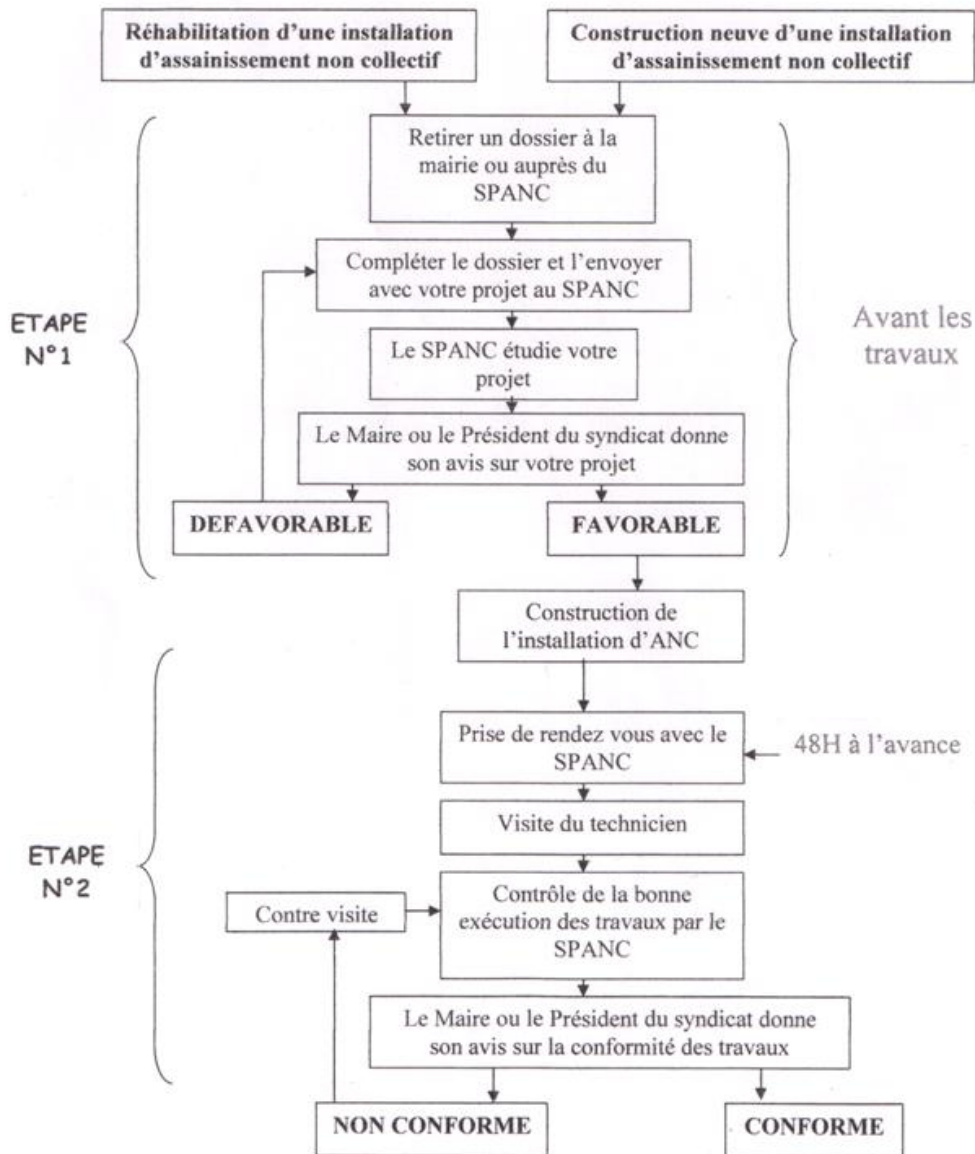 Réhabilitation d'une installation
d'assainissement non collectif
Construction neuve d'une installation
d'assainissement non collectif
Retirer un dossier à la
mairie ou auprès du
SPANC
Compléter le dossier et l'envoyer
avec votre projet au SPANC
ETAPE
N°1
Avant les
travaux
Le SPANC étudie votre
projet
Le Maire ou le Président du syndicat donne
son avis sur votre projet
DEFAVORABLE
FAVORABLE
Construction de
l'installation d'ANC
Prise de rendez vous avec le
SPANC
48H à l'avance
Visite du technicien
ETAPE
N°2
Contre visite
Contrôle de la bonne
exécution des travaux par le
SPANC
Le Maire ou le Président du syndicat donne
son avis sur la conformité des travaux
NON CONFORME
CONFORME